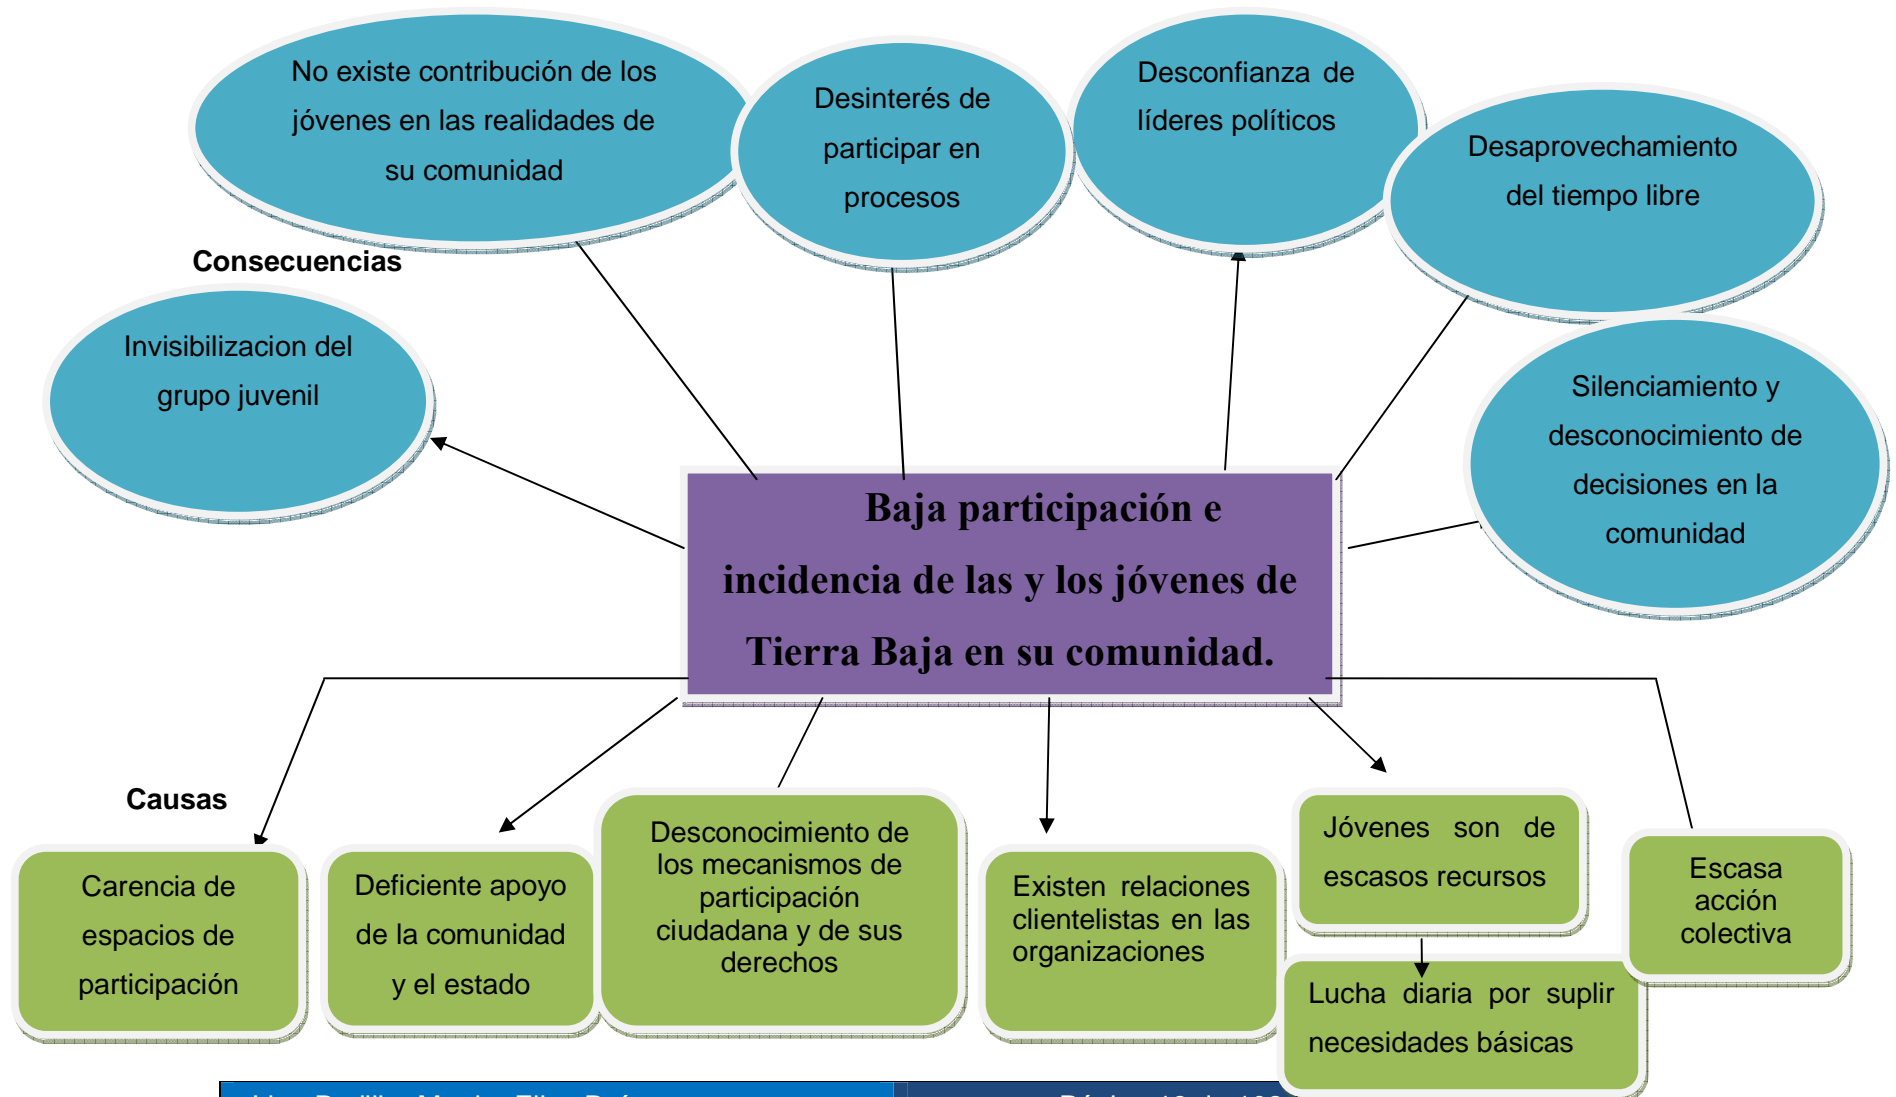 No existe contribución de los
jóvenes en las realidades de
su comunidad
Desinterés de
participar en
procesos
Desconfianza de
líderes políticos
Desaprovechamiento
del tiempo libre
Consecuencias
Invisibilizacion del
grupo juvenil
Silenciamiento y
desconocimiento de
decisiones en la
comunidad
Baja participación e
incidencia de las y los jóvenes de
Tierra Baja en su comunidad.
Causas
Carencia de
espacios de
participación
Deficiente apoyo
de la comunidad
y el estado
Desconocimiento de
los mecanismos de
participación
ciudadana y de sus
derechos
Existen relaciones
clientelistas en las
organizaciones
Jóvenes son de
escasos recursos
Lucha diaria por suplir
necesidades básicas
Escasa
acción
colectiva